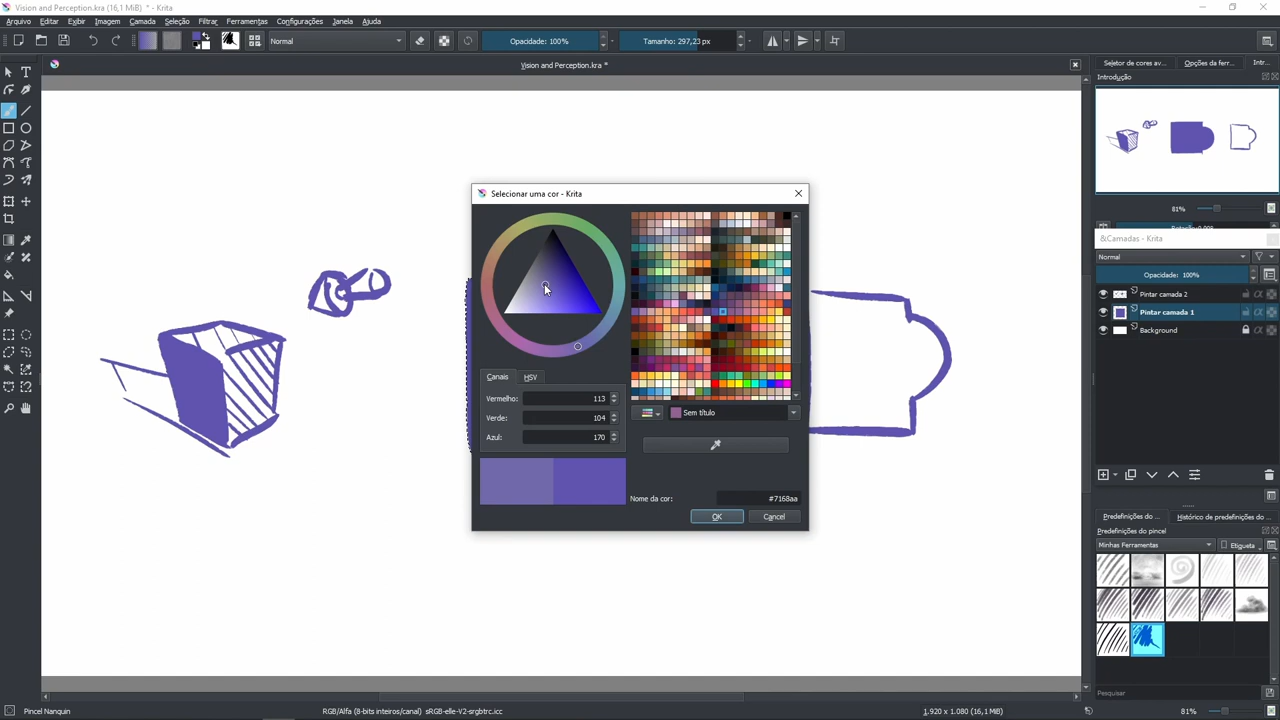 Vision and Perception.kra (16,1 MiB) * - Krita
Arquivo Editar Exibir Imagem Camada Seleção Filtrar Ferramentas Configurações Janela Ajuda
Normal Opacidade: 100% Tamanho: 297,23 px
Vision and Perception.kra *
Sejetor de cores av... Opções da ferr... Intr...
Introdução
81%
&Camadas - Krita
Normal
Opacidade: 100%
Pintar camada 2
Pintar camada 1
Background
Selecionar uma cor - Krita
Canais HSV
Vermelho: 113
Verde: 104
Azul: 170
Sem título
Nome da cor: #7168aa
OK Cancel
Predefinições do ... Histórico de predefinições do ...
Predefinições do pincel
Minhas Ferramentas Etiqueta
Pesquisar
Pincel Nanquin RGB/Alfa (8-bits inteiros/canal) sRGB-elle-V2-srgbtrc.icc 1.920 x 1.080 (16,1 MiB) 81%